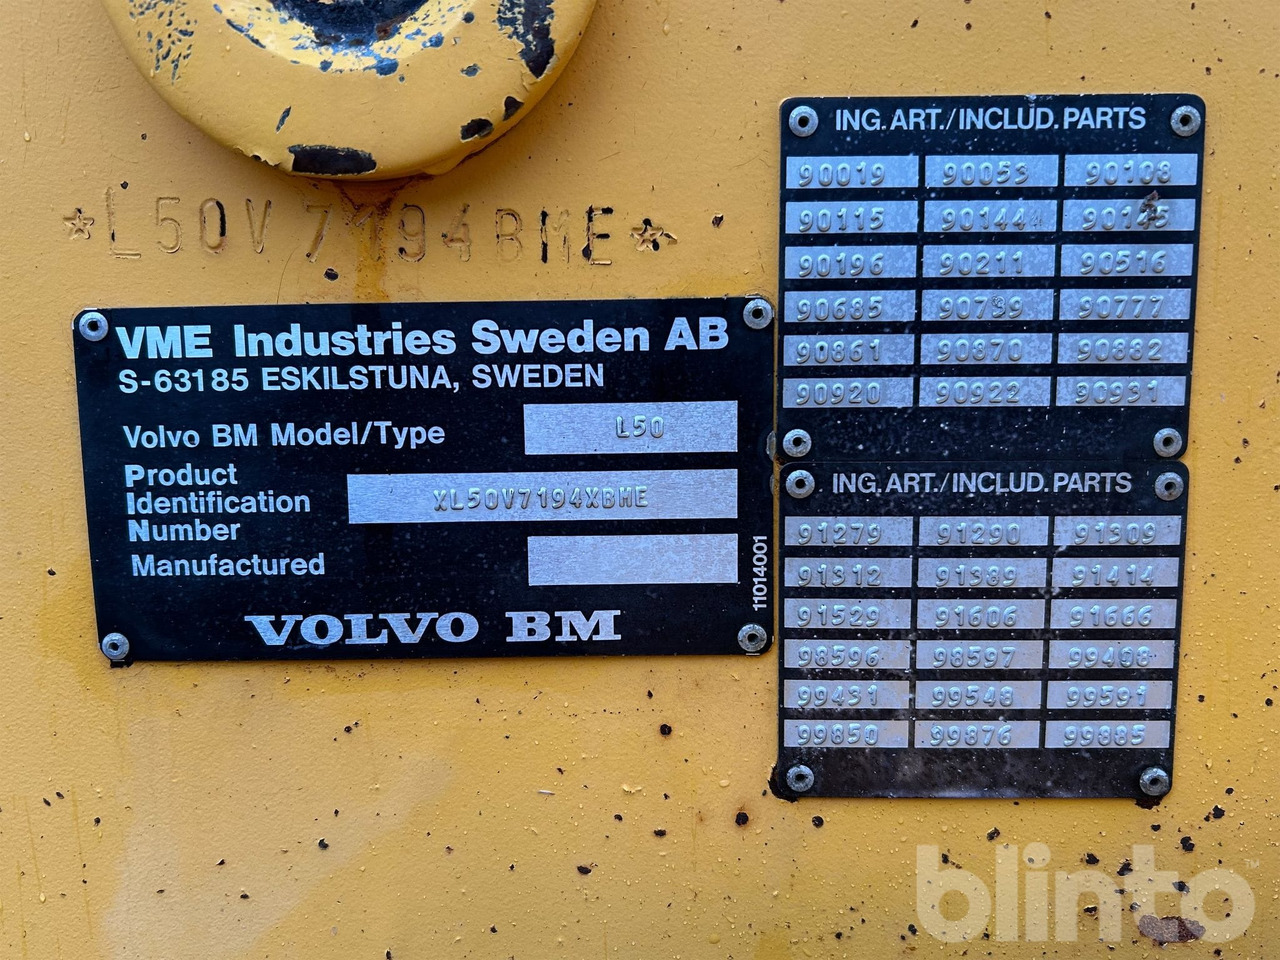 ★L50V7194BME★
VME Industries Sweden AB
S-63185 ESKILSTUNA, SWEDEN
Volvo BM Model/Type L50
Product
Identification XL50V7194XBME
Number
Manufactured
VOLVO BM
11014001
ING. ART./INCLUD. PARTS
90019 90053 90108
90115 90144 90145
90196 90211 90516
90685 90739 90777
90861 90870 90882
90920 90922 90931
ING. ART./INCLUD. PARTS
91279 91290 91309
91312 91389 91414
91529 91606 91666
98596 98597 99408
99431 99548 99591
99850 99876 99885
blinto™